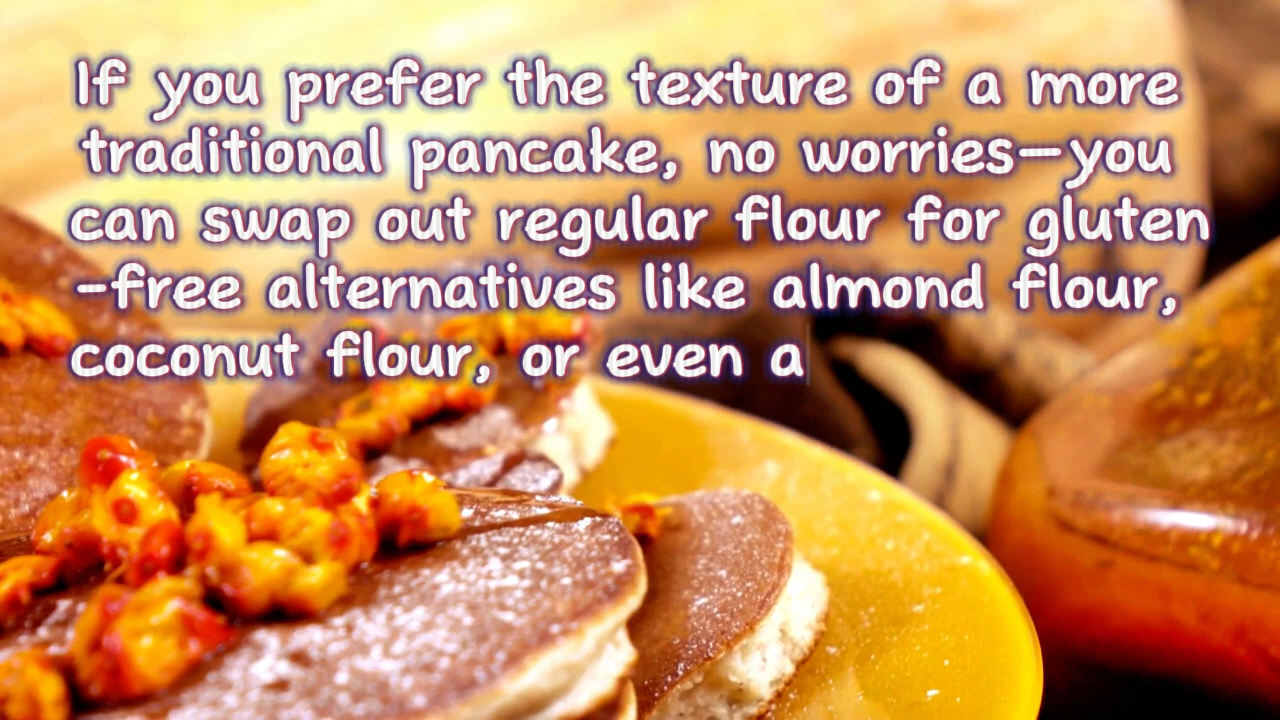 If you prefer the texture of a more
traditional pancake, no worries—you
can swap out regular flour for gluten
-free alternatives like almond flour,
coconut flour, or even a